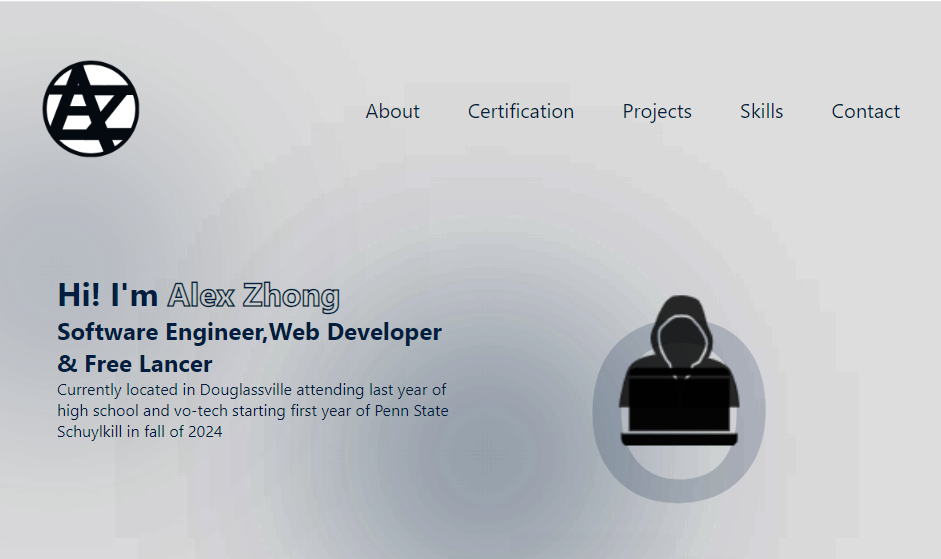 AZ
About Certification Projects Skills Contact
Hi! I'm Alex Zhong
Software Engineer,Web Developer
& Free Lancer
Currently located in Douglassville attending last year of
high school and vo-tech starting first year of Penn State
Schuylkill in fall of 2024